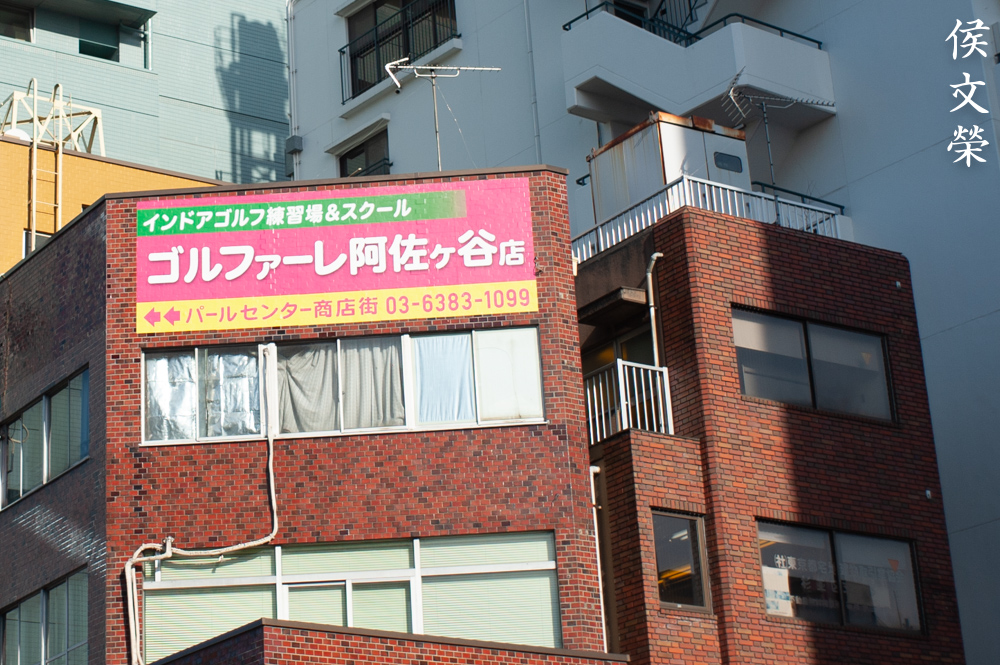 インドアゴルフ練習場&スクール
ゴルファーレ阿佐ヶ谷店
←←パールセンター商店街 03-6383-1099
侯文榮